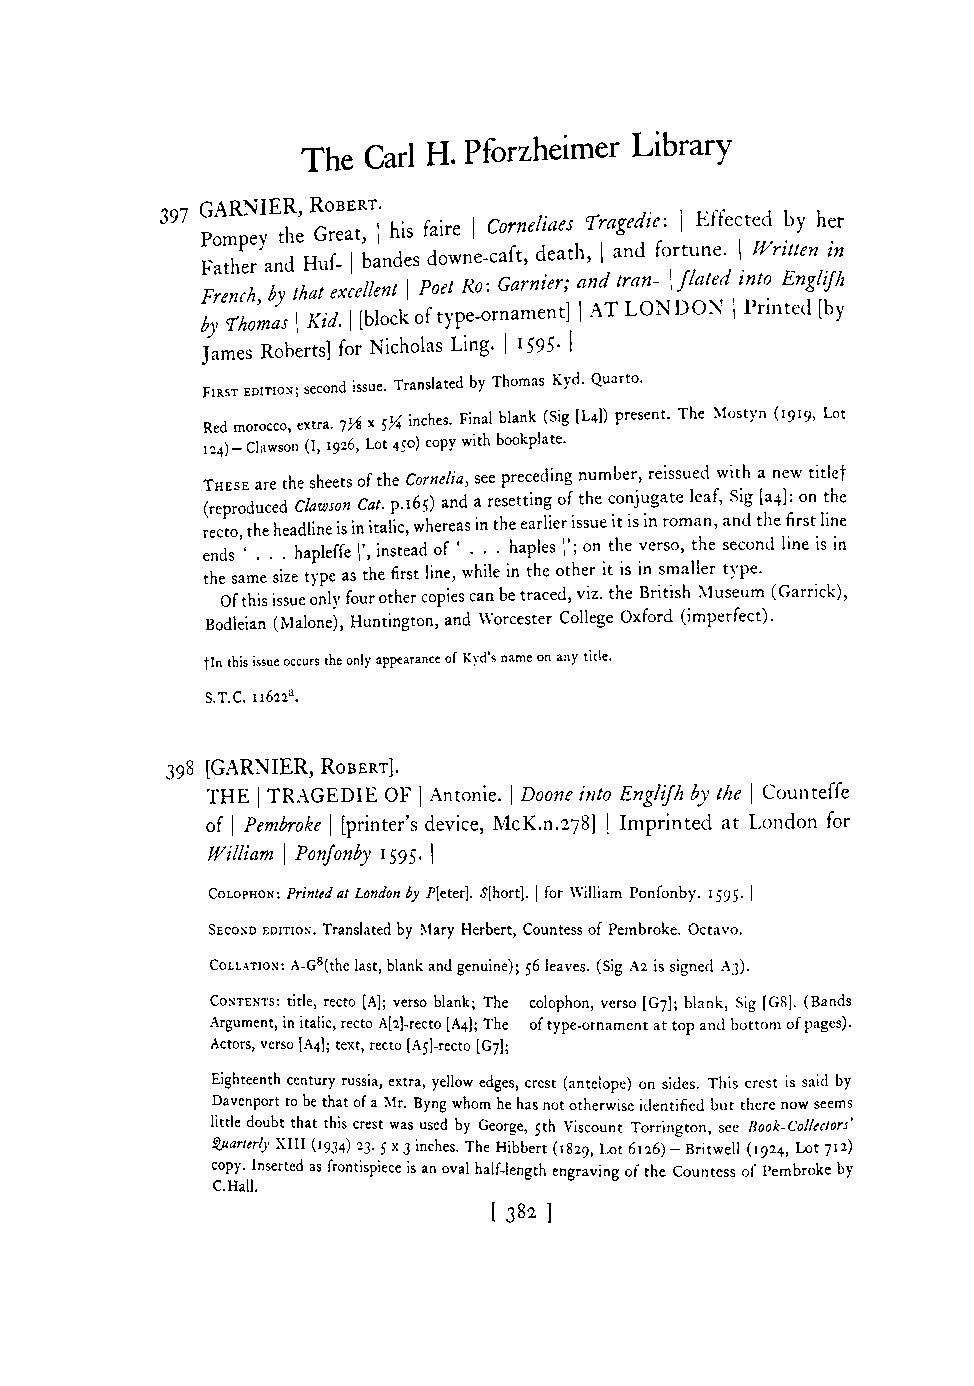 The Carl H. Pforzheimer Library
397 GARNIER, ROBERT.
Pompey the Great, | his faire | Corneliaes Tragedie: | Effected by her
Father and Huſ- | bandes downe-caſt, death, | and fortune. | Written in
French, by that excellent | Poet Ro: Garnier; and tran- | ſlated into Engliſh
by Thomas | Kid. | [block of type-ornament] | AT LONDON | Printed [by
James Roberts] for Nicholas Ling. | 1595. |
FIRST EDITION; second issue. Translated by Thomas Kyd. Quarto.
Red morocco, extra. 7⅛ x 5¼ inches. Final blank (Sig [L4]) present. The Mostyn (1919, Lot
124) — Clawson (I, 1926, Lot 450) copy with bookplate.
THESE are the sheets of the Cornelia, see preceding number, reissued with a new title†
(reproduced Clawson Cat. p.165) and a resetting of the conjugate leaf, Sig [a4]: on the
recto, the headline is in italic, whereas in the earlier issue it is in roman, and the first line
ends ‘ . . . hapleſſe |’, instead of ‘ . . . haples |’; on the verso, the second line is in
the same size type as the first line, while in the other it is in smaller type.
Of this issue only four other copies can be traced, viz. the British Museum (Garrick),
Bodleian (Malone), Huntington, and Worcester College Oxford (imperfect).
†In this issue occurs the only appearance of Kyd's name on any title.
S.T.C. 11622ª.
398 [GARNIER, ROBERT].
THE | TRAGEDIE OF | Antonie. | Doone into Engliſh by the | Counteſſe
of | Pembroke | [printer's device, McK.n.278] | Imprinted at London for
William | Ponſonby 1595. |
COLOPHON: Printed at London by P[eter]. S[hort]. | for William Ponſonby. 1595. |
SECOND EDITION. Translated by Mary Herbert, Countess of Pembroke. Octavo.
COLLATION: A-G⁸(the last, blank and genuine); 56 leaves. (Sig A2 is signed A3).
CONTENTS: title, recto [A]; verso blank; The
Argument, in italic, recto A[2]-recto [A4]; The
Actors, verso [A4]; text, recto [A5]-recto [G7];
colophon, verso [G7]; blank, Sig [G8]. (Bands
of type-ornament at top and bottom of pages).
Eighteenth century russia, extra, yellow edges, crest (antelope) on sides. This crest is said by
Davenport to be that of a Mr. Byng whom he has not otherwise identified but there now seems
little doubt that this crest was used by George, 5th Viscount Torrington, see Book-Collectors'
Quarterly XIII (1934) 23. 5 x 3 inches. The Hibbert (1829, Lot 6126) — Britwell (1924, Lot 712)
copy. Inserted as frontispiece is an oval half-length engraving of the Countess of Pembroke by
C.Hall.
[ 382 ]